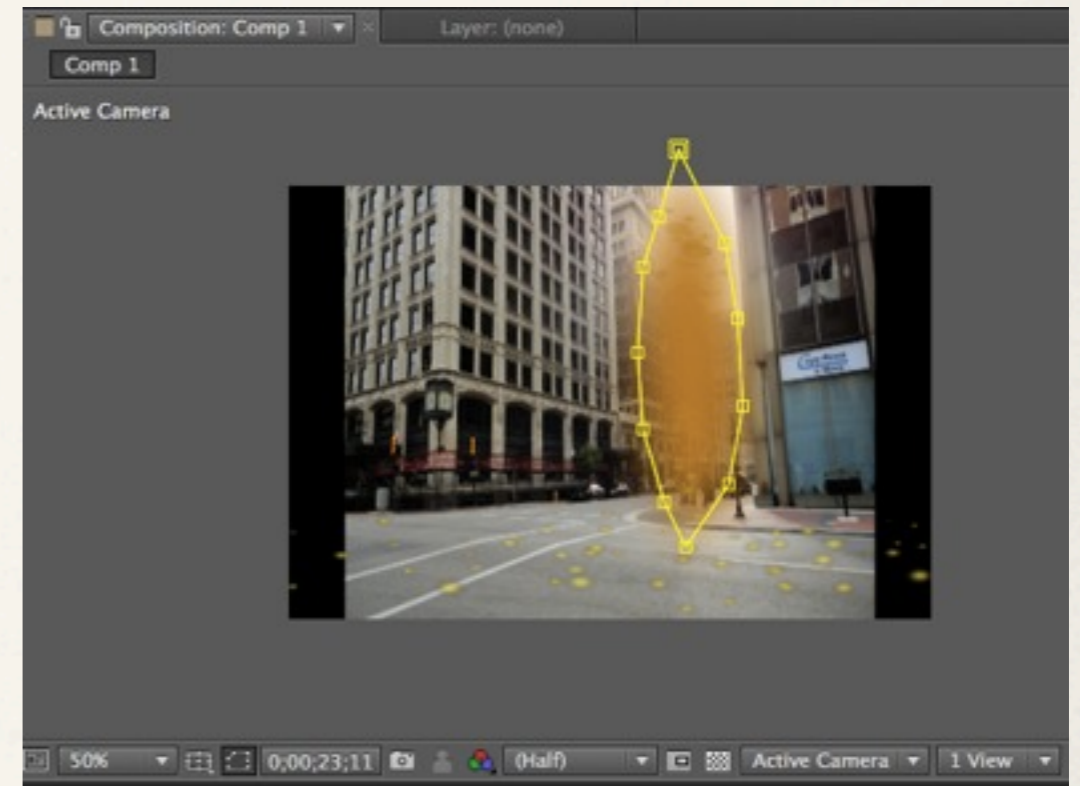 Composition: Comp 1
Layer: (none)
Comp 1
Active Camera
50%
0;00;23;11
(Half)
Active Camera
1 View